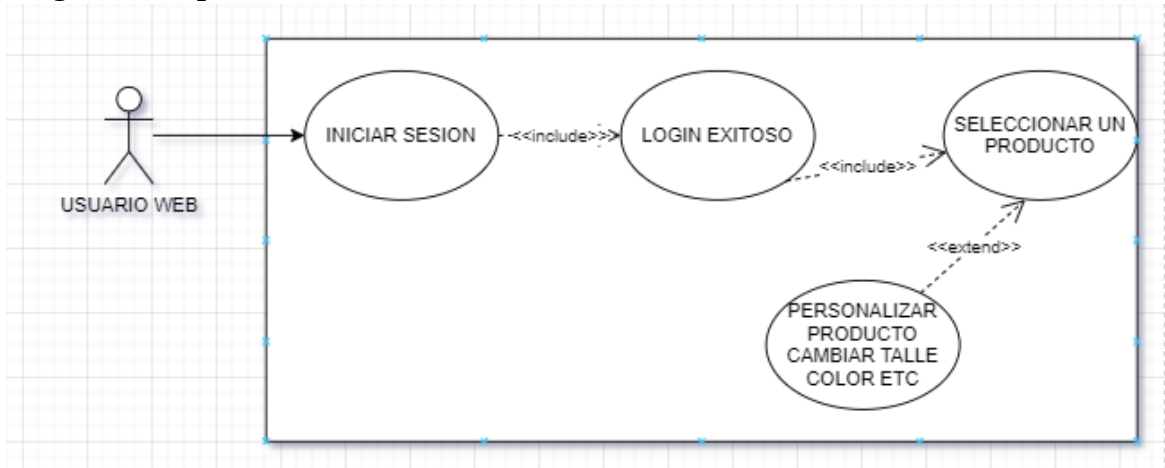 INICIAR SESION
<<include>>
LOGIN EXITOSO
SELECCIONAR UN
PRODUCTO
<<include>>
USUARIO WEB
<<extend>>
PERSONALIZAR
PRODUCTO
CAMBIAR TALLE
COLOR ETC